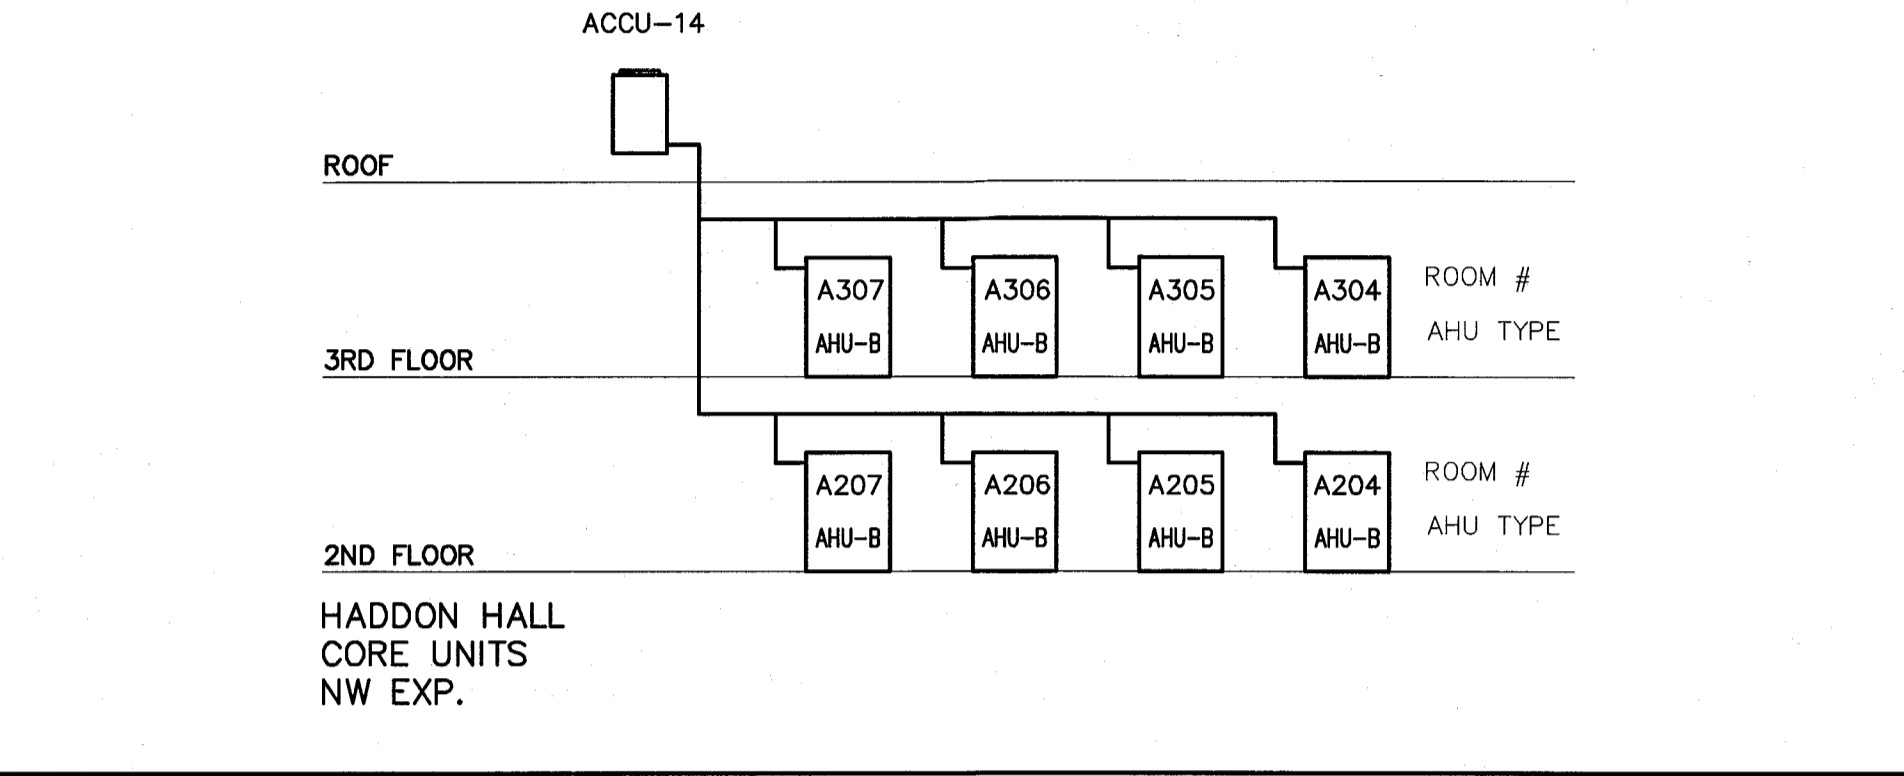 ACCU-14
ROOF
A307 A306 A305 A304 ROOM #
AHU-B AHU-B AHU-B AHU-B AHU TYPE
3RD FLOOR
A207 A206 A205 A204 ROOM #
AHU-B AHU-B AHU-B AHU-B AHU TYPE
2ND FLOOR
HADDON HALL
CORE UNITS
NW EXP.